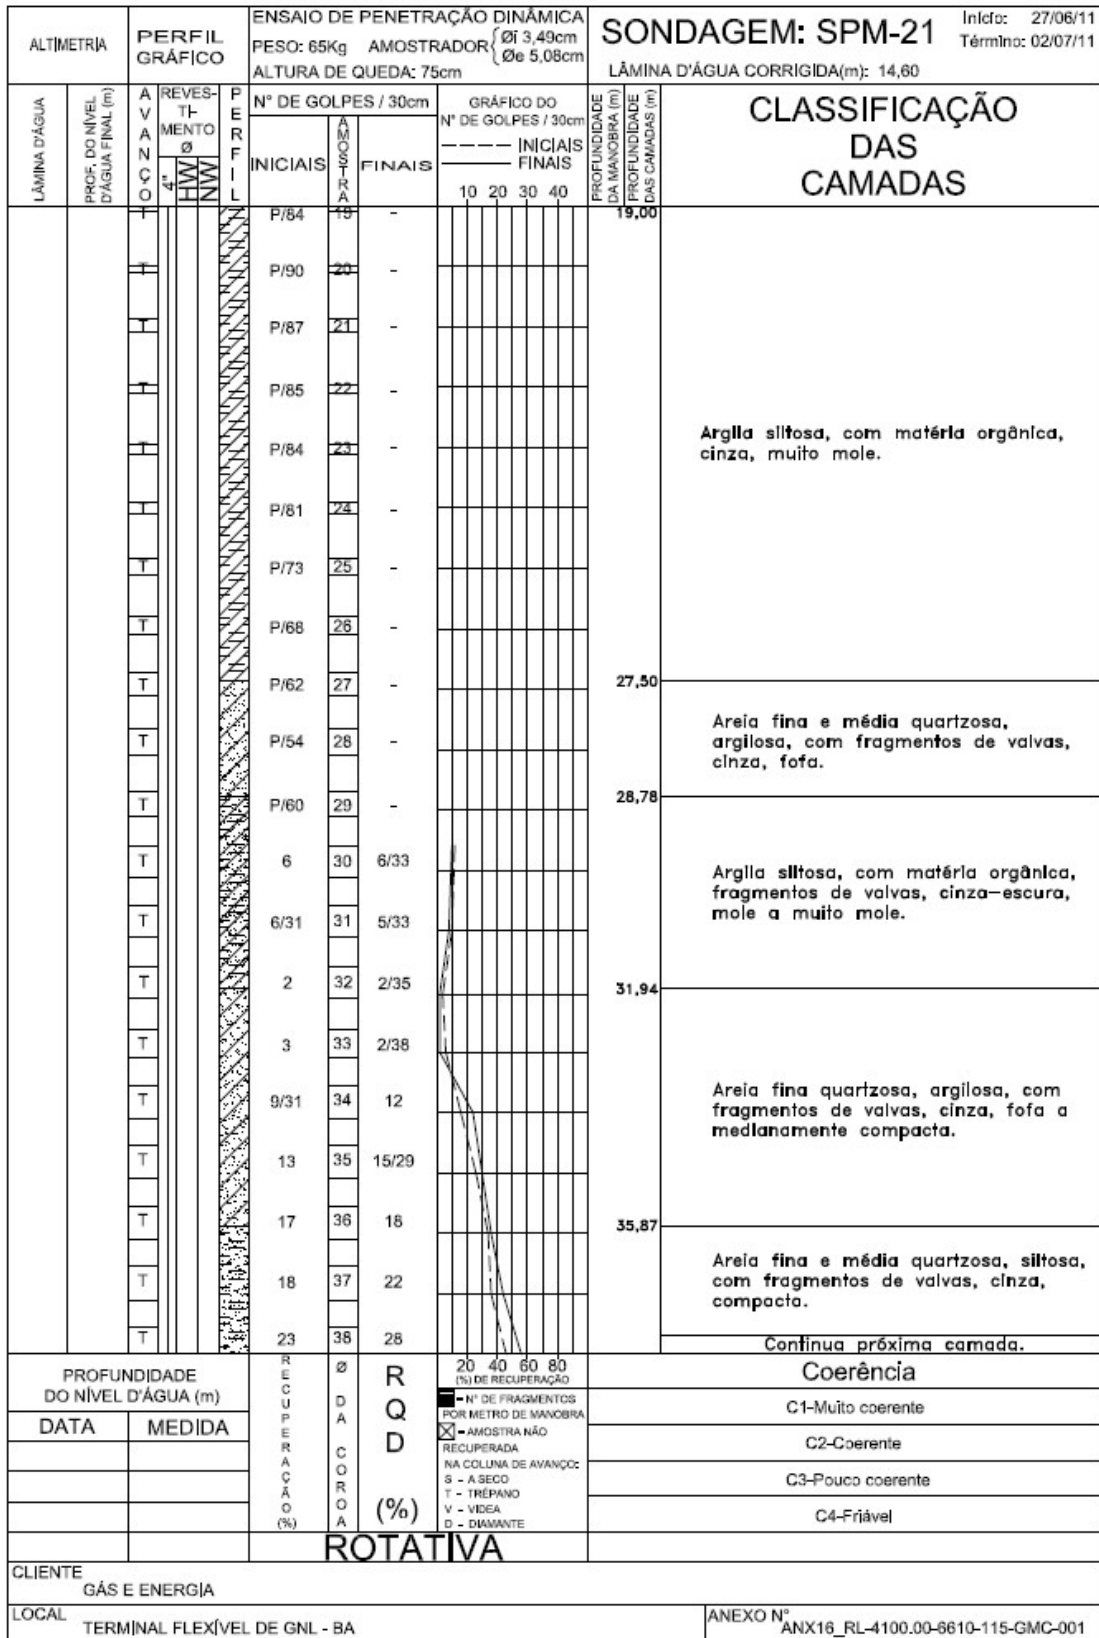 ALTIMETRIA
PERFIL GRÁFICO
ENSAIO DE PENETRAÇÃO DINÂMICA
PESO: 65Kg AMOSTRADOR { Øi 3,49cm
Øe 5,08cm
ALTURA DE QUEDA: 75cm
SONDAGEM: SPM-21
Início: 27/06/11
Término: 02/07/11
LÂMINA D'ÁGUA CORRIGIDA(m): 14,60
LÂMINA D'ÁGUA
PROF. DO NÍVEL D'ÁGUA FINAL (m)
AVANÇO
REVES-
TI-
MENTO
Ø
4" HW NW
PERFIL
N° DE GOLPES / 30cm
INICIAIS
AMOSTRA
FINAIS
GRÁFICO DO
N° DE GOLPES / 30cm
---- INICIAIS
—— FINAIS
10 20 30 40
PROFUNDIDADE DA MANOBRA (m)
PROFUNDIDADE DAS CAMADAS (m)
CLASSIFICAÇÃO
DAS
CAMADAS
T P/84 19 - 19,00
T P/90 20 -
T P/87 21 -
T P/85 22 -
T P/84 23 -
Argila siltosa, com matéria orgânica,
cinza, muito mole.
T P/81 24 -
T P/73 25 -
T P/68 26 -
T P/62 27 - 27,50
T P/54 28 -
Areia fina e média quartzosa,
argilosa, com fragmentos de valvas,
cinza, fofa.
T P/60 29 - 28,78
T 6 30 6/33
Argila siltosa, com matéria orgânica,
fragmentos de valvas, cinza-escura,
mole a muito mole.
T 6/31 31 5/33
T 2 32 2/35 31,94
T 3 33 2/38
T 9/31 34 12
Areia fina quartzosa, argilosa, com
fragmentos de valvas, cinza, fofa a
medianamente compacta.
T 13 35 15/29
T 17 36 18 35,87
T 18 37 22
Areia fina e média quartzosa, siltosa,
com fragmentos de valvas, cinza,
compacta.
T 23 38 28
Continua próxima camada.
PROFUNDIDADE
DO NÍVEL D'ÁGUA (m)
DATA MEDIDA
RECUPERAÇÃO (%)
Ø DA COROA
RQD (%)
20 40 60 80
(%) DE RECUPERAÇÃO
- N° DE FRAGMENTOS
POR METRO DE MANOBRA
- AMOSTRA NÃO
RECUPERADA
NA COLUNA DE AVANÇO:
S - A SECO
T - TRÉPANO
V - VIDEA
D - DIAMANTE
Coerência
C1-Muito coerente
C2-Coerente
C3-Pouco coerente
C4-Friável
ROTATIVA
CLIENTE
GÁS E ENERGIA
LOCAL
TERMINAL FLEXÍVEL DE GNL - BA
ANEXO N°
ANX16_RL-4100.00-6610-115-GMC-001